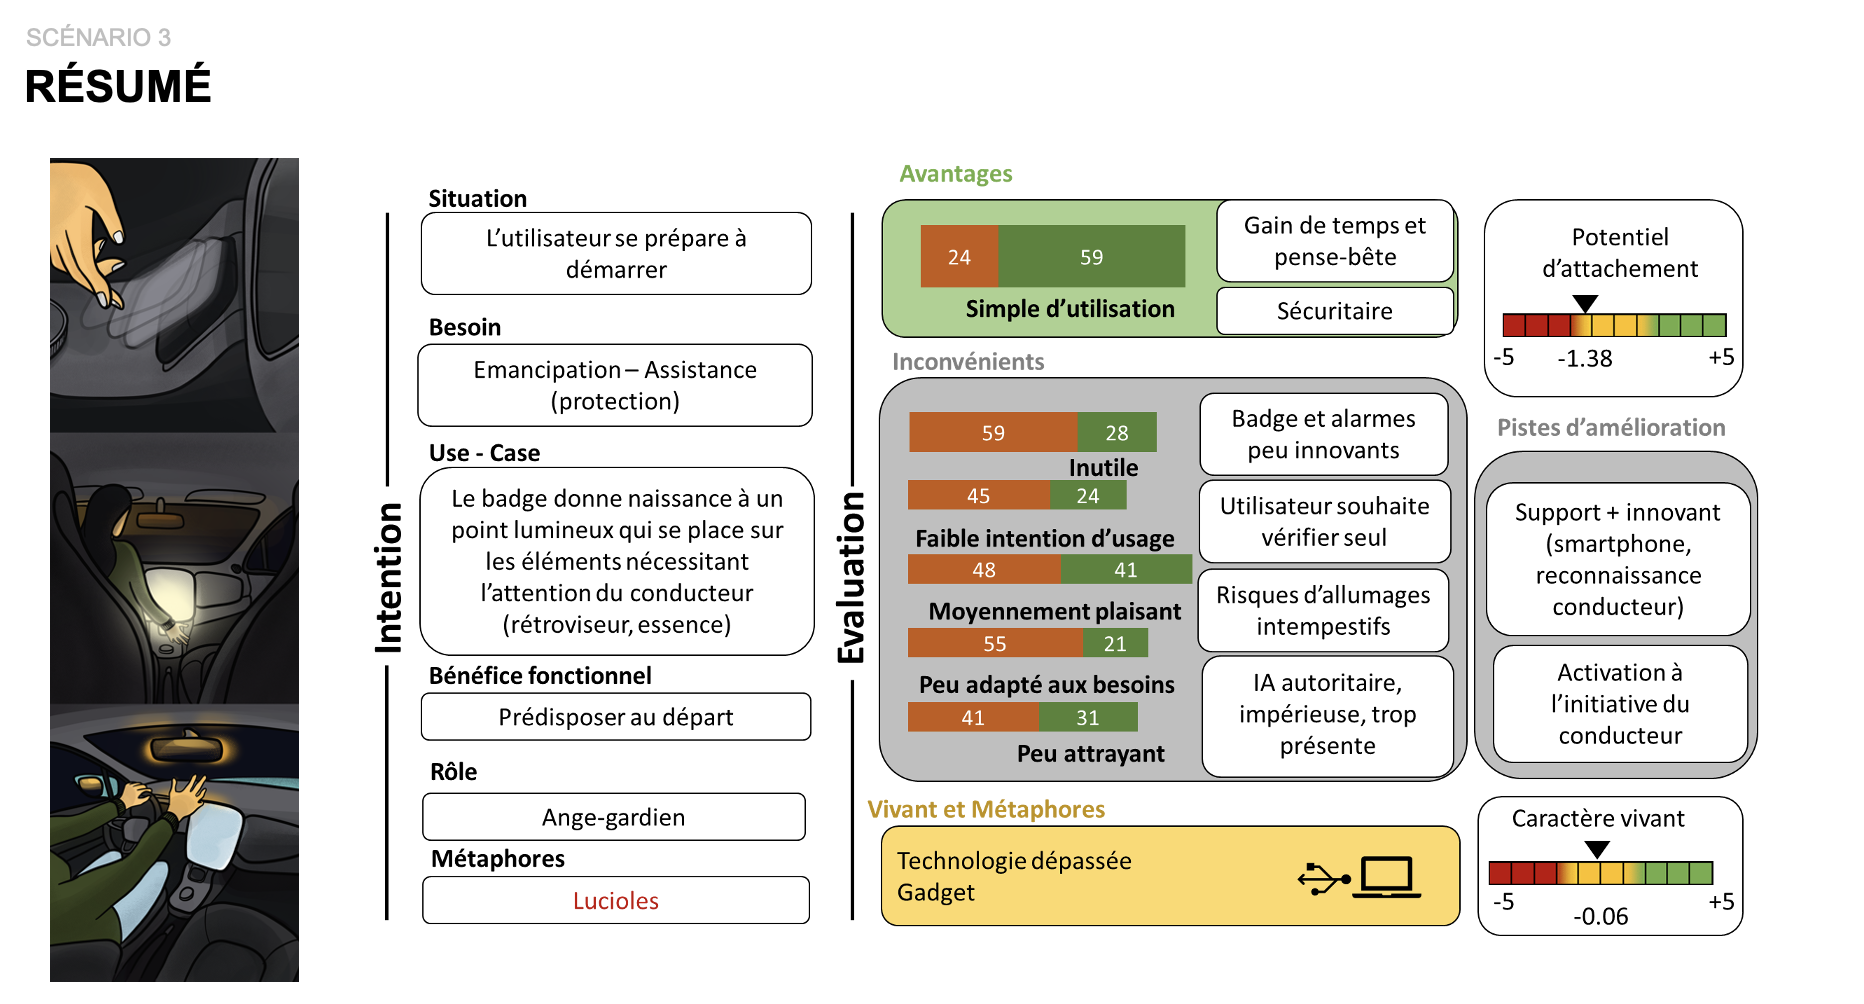 SCÉNARIO 3
RÉSUMÉ
Intention
Situation
L’utilisateur se prépare à
démarrer
Besoin
Emancipation – Assistance
(protection)
Use - Case
Le badge donne naissance à un
point lumineux qui se place sur
les éléments nécessitant
l’attention du conducteur
(rétroviseur, essence)
Bénéfice fonctionnel
Prédisposer au départ
Rôle
Ange-gardien
Métaphores
Lucioles
Evaluation
Avantages
24 59
Simple d’utilisation
Gain de temps et
pense-bête
Sécuritaire
Inconvénients
59 28
Inutile
45 24
Faible intention d’usage
48 41
Moyennement plaisant
55 21
Peu adapté aux besoins
41 31
Peu attrayant
Badge et alarmes
peu innovants
Utilisateur souhaite
vérifier seul
Risques d’allumages
intempestifs
IA autoritaire,
impérieuse, trop
présente
Vivant et Métaphores
Technologie dépassée
Gadget
Potentiel
d’attachement
-5 -1.38 +5
Pistes d’amélioration
Support + innovant
(smartphone,
reconnaissance
conducteur)
Activation à
l’initiative du
conducteur
Caractère vivant
-5 -0.06 +5